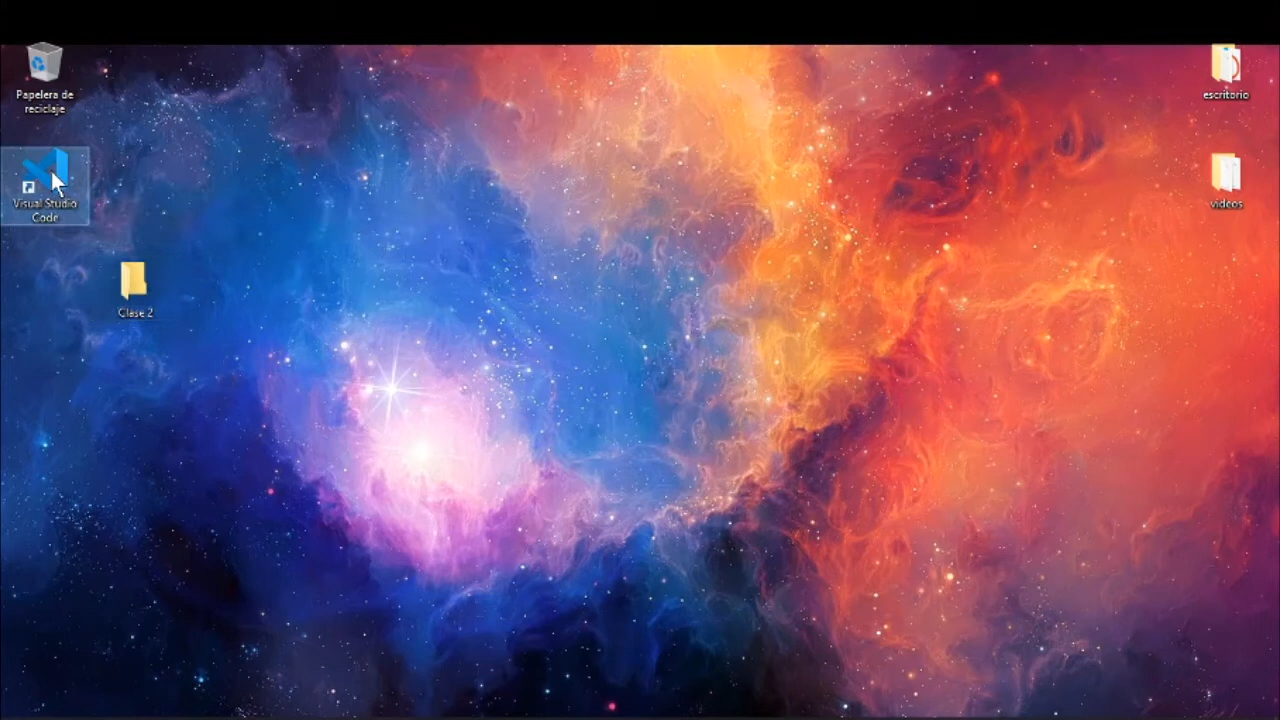 Papelera de
reciclaje
Visual Studio
Code
Clase 2
escritorio
videos